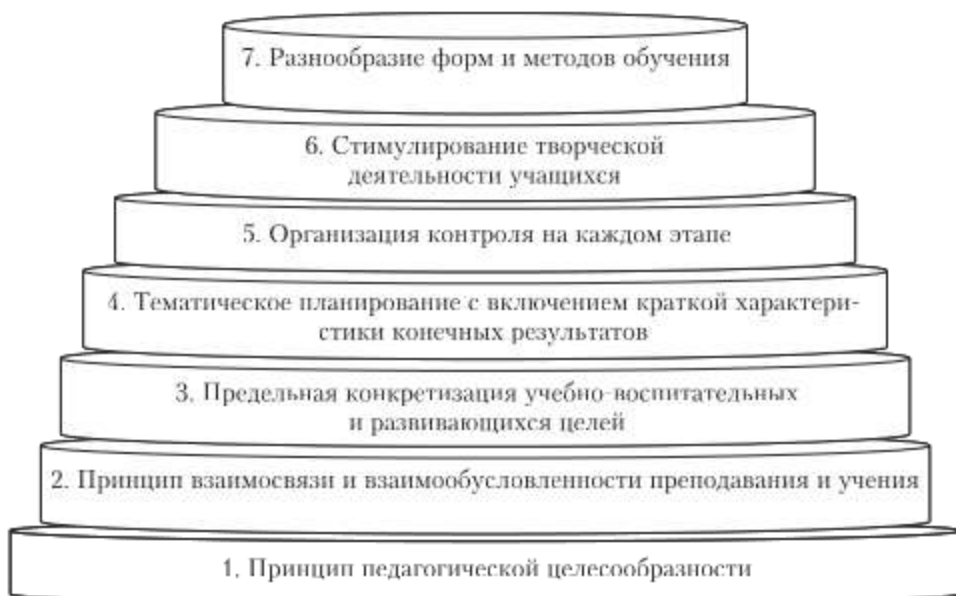 7. Разнообразие форм и методов обучения
6. Стимулирование творческой
деятельности учащихся
5. Организация контроля на каждом этапе
4. Тематическое планирование с включением краткой характери-
стики конечных результатов
3. Предельная конкретизация учебно-воспитательных
и развивающихся целей
2. Принцип взаимосвязи и взаимообусловленности преподавания и учения
1. Принцип педагогической целесообразности